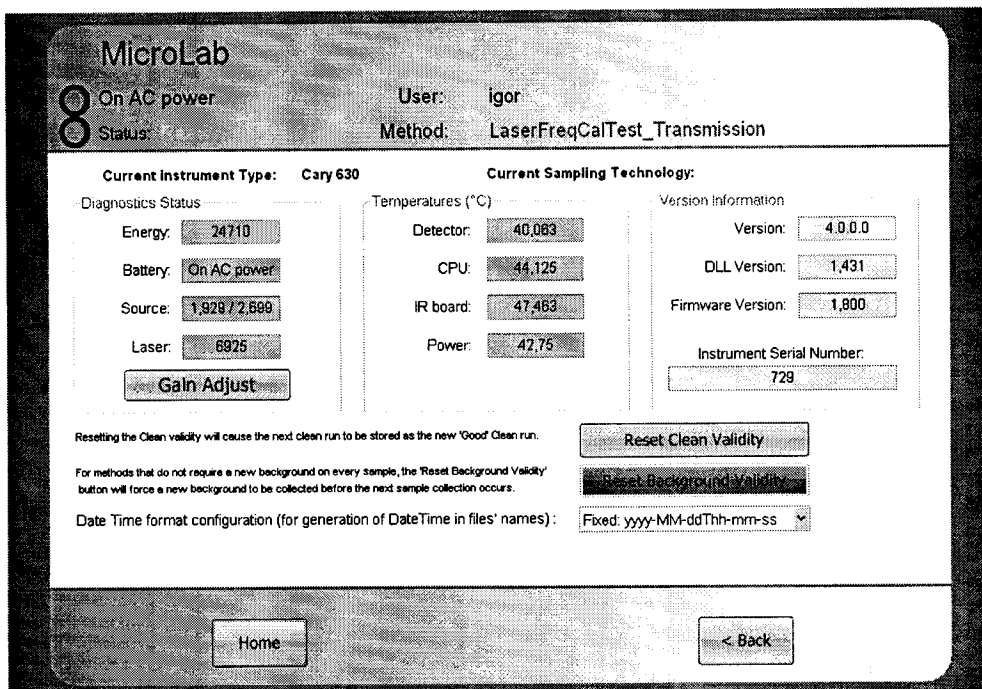 MicroLab
On AC power
User: igor
Status:
Method: LaserFreqCalTest_Transmission
Current Instrument Type: Cary 630
Current Sampling Technology:
Diagnostics Status
Energy: 24710
Battery: On AC power
Source: 1,929 / 2,699
Laser: 6925
Gain Adjust
Temperatures (°C)
Detector: 40,063
CPU: 44,125
IR board: 47,463
Power: 42,75
Version Information
Version: 4.0.0.0
DLL Version: 1,431
Firmware Version: 1,800
Instrument Serial Number:
729
Resetting the Clean validity will cause the next clean run to be stored as the new 'Good' Clean run.
Reset Clean Validity
For methods that do not require a new background on every sample, the 'Reset Background Validity'
button will force a new background to be collected before the next sample collection occurs.
Reset Background Validity
Date Time format configuration (for generation of DateTime in files' names) :
Fixed: yyyy-MM-ddThh-mm-ss
Home
< Back